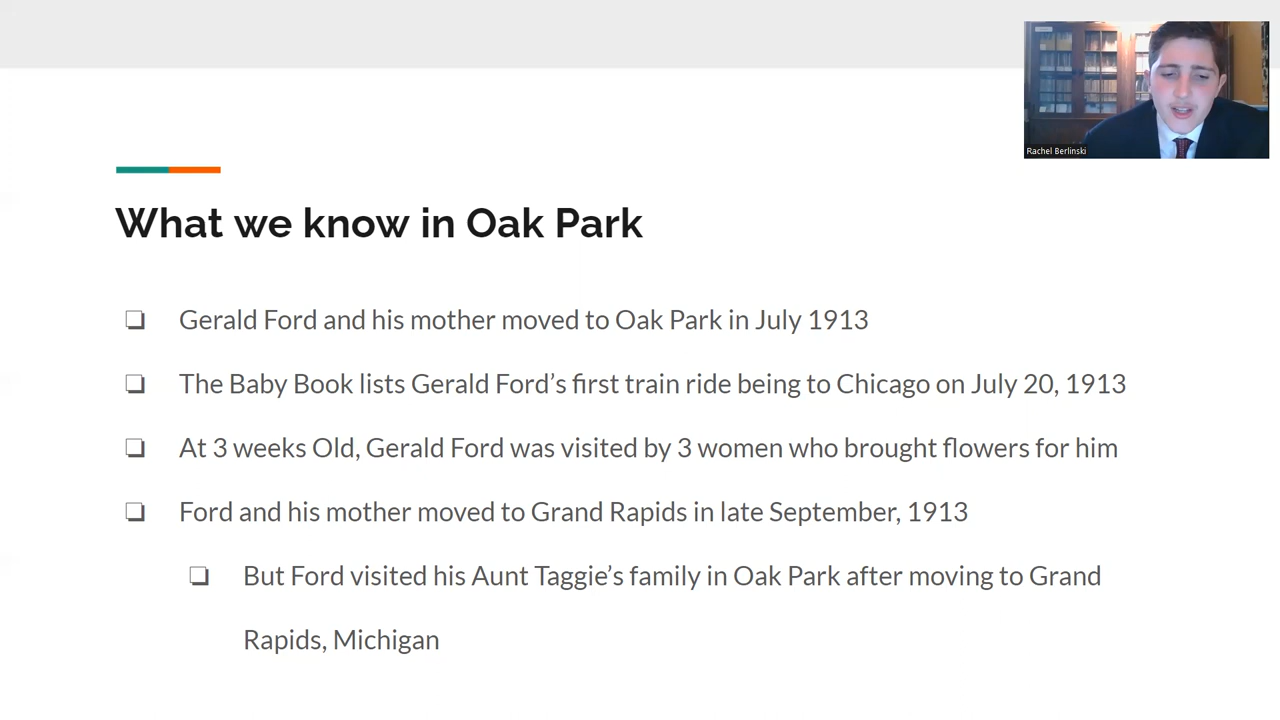 Rachel Berlinski
What we know in Oak Park
❏ Gerald Ford and his mother moved to Oak Park in July 1913
❏ The Baby Book lists Gerald Ford’s first train ride being to Chicago on July 20, 1913
❏ At 3 weeks Old, Gerald Ford was visited by 3 women who brought flowers for him
❏ Ford and his mother moved to Grand Rapids in late September, 1913
❏ But Ford visited his Aunt Taggie’s family in Oak Park after moving to Grand
Rapids, Michigan